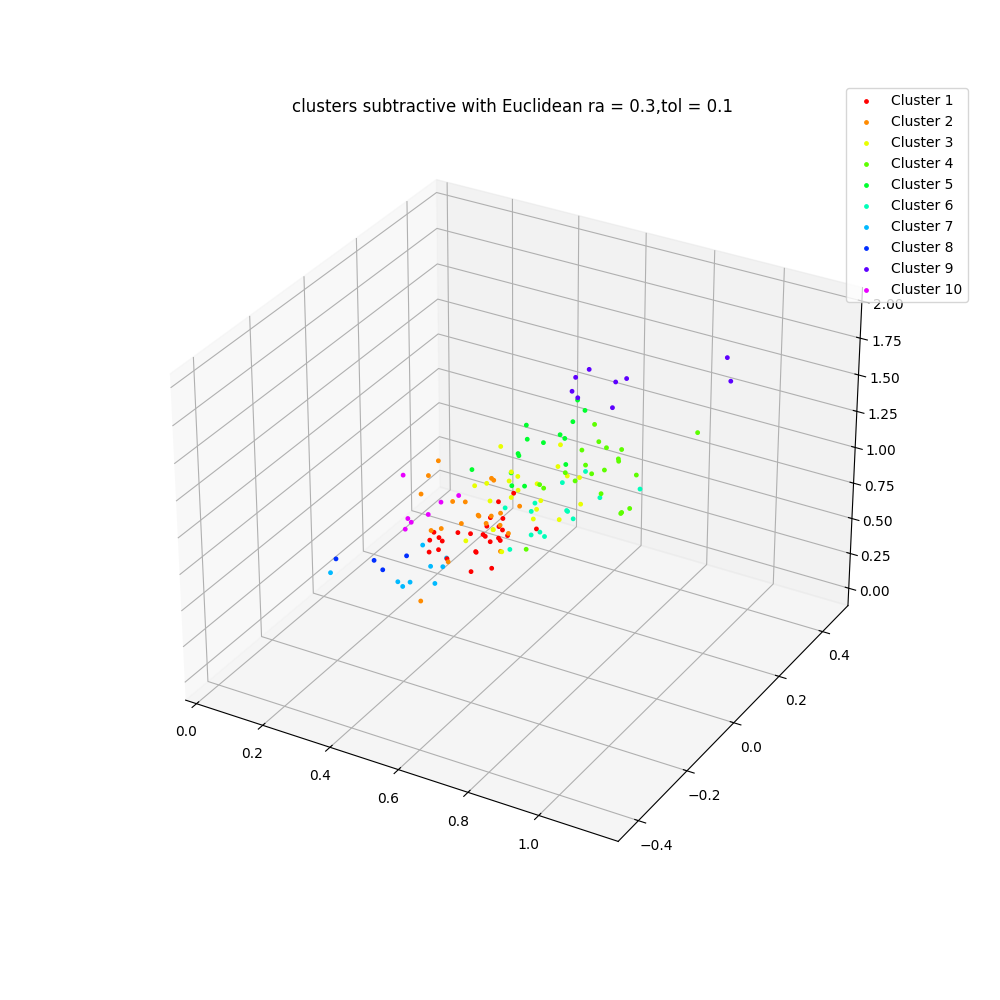 clusters subtractive with Euclidean ra = 0.3,tol = 0.1
Cluster 1
Cluster 2
Cluster 3
Cluster 4
Cluster 5
Cluster 6
Cluster 7
Cluster 8
Cluster 9
Cluster 10
2.00
1.75
1.50
1.25
1.00
0.75
0.50
0.25
0.00
0.4
0.2
0.0
−0.2
−0.4
0.0
0.2
0.4
0.6
0.8
1.0